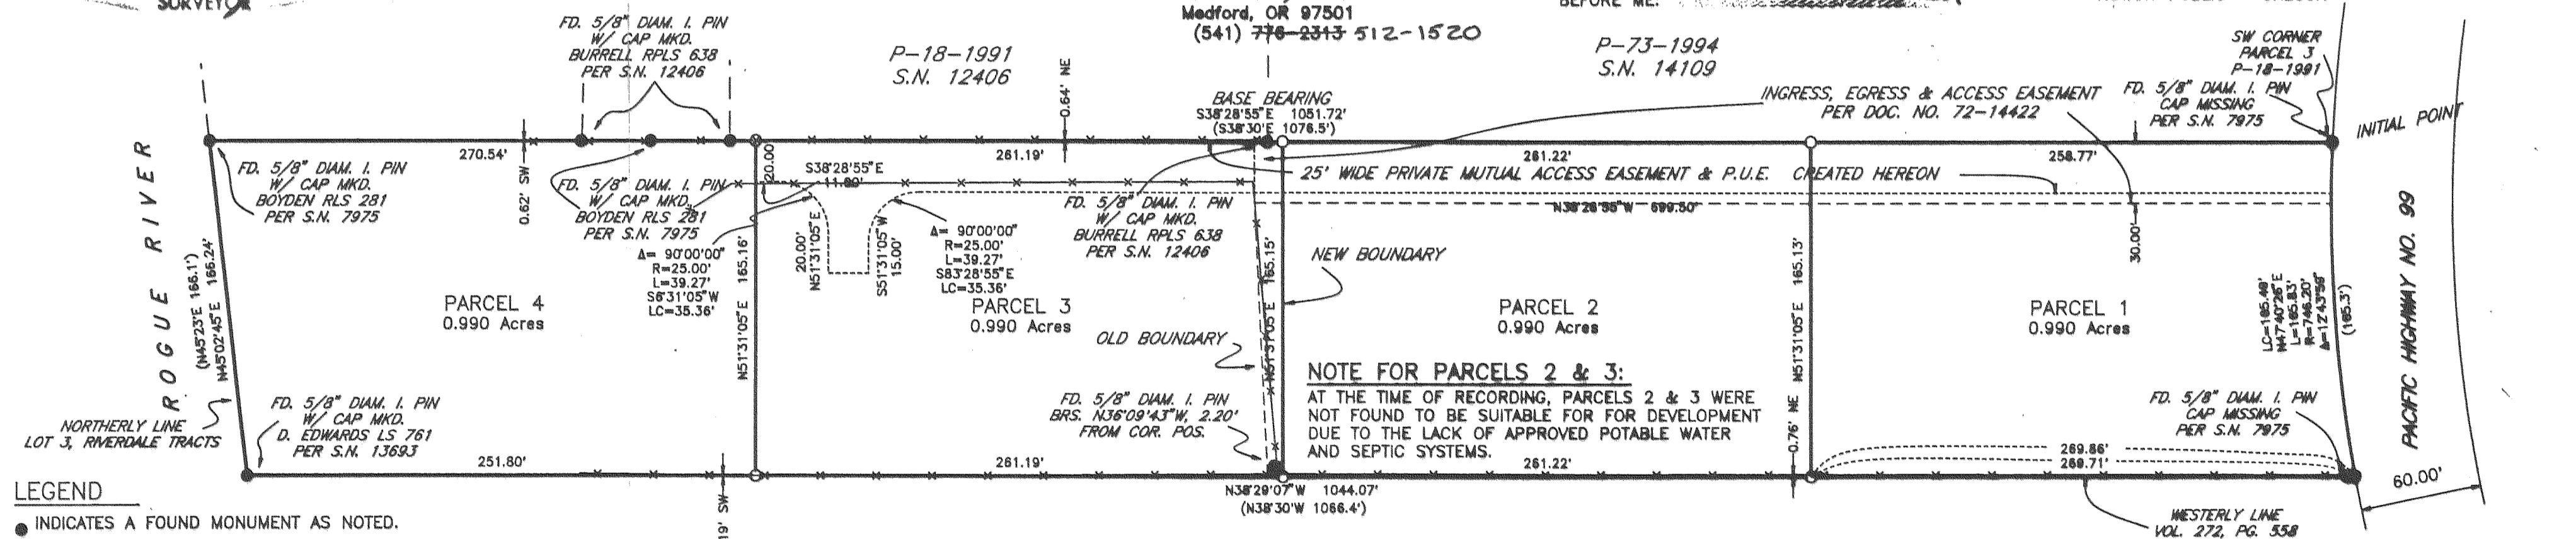 SURVEYOR
Medford, OR 97501
(541) 776-2313 512-1520
BEFORE ME:
FD. 5/8" DIAM. I. PIN
W/ CAP MKD.
BURRELL RPLS 638
PER S.N. 12406
P-18-1991
S.N. 12406
0.64' NE
BASE BEARING
S38°28'55"E 1051.72'
(S38°30'E 1076.5')
P-73-1994
S.N. 14109
INGRESS, EGRESS & ACCESS EASEMENT
PER DOC. NO. 72-14422
SW CORNER
PARCEL 3
P-18-1991
FD. 5/8" DIAM. I. PIN
CAP MISSING
PER S.N. 7975
INITIAL POINT
270.54'
261.19'
261.22'
258.77'
ROGUE RIVER
FD. 5/8" DIAM. I. PIN
W/ CAP MKD.
BOYDEN RLS 281
PER S.N. 7975
0.62' SW
FD. 5/8" DIAM. I. PIN
W/ CAP MKD.
BOYDEN RLS 281
PER S.N. 7975
20.00'
S38°28'55"E
11.89'
25' WIDE PRIVATE MUTUAL ACCESS EASEMENT & P.U.E. CREATED HEREON
N38°28'55"W 699.50'
30.00'
FD. 5/8" DIAM. I. PIN
W/ CAP MKD.
BURRELL RPLS 638
PER S.N. 12406
Δ= 90°00'00"
R=25.00'
L=39.27'
S6°31'05"W
LC=35.36'
20.00'
N51°31'05"E
S51°31'05"W
15.00'
Δ= 90°00'00"
R=25.00'
L=39.27'
S83°28'55"E
LC=35.36'
(N45°23'E 166.1')
N45°02'45"E 166.24'
N51°31'05"E 165.16'
N51°31'05"E 165.15'
N51°31'05"E 165.13'
NEW BOUNDARY
OLD BOUNDARY
PARCEL 4
0.990 Acres
PARCEL 3
0.990 Acres
PARCEL 2
0.990 Acres
PARCEL 1
0.990 Acres
LC=165.49'
N47°40'26"E
L=165.83'
R=746.20'
Δ=12°43'59"
(165.3')
PACIFIC HIGHWAY NO. 99
NOTE FOR PARCELS 2 & 3:
AT THE TIME OF RECORDING, PARCELS 2 & 3 WERE
NOT FOUND TO BE SUITABLE FOR FOR DEVELOPMENT
DUE TO THE LACK OF APPROVED POTABLE WATER
AND SEPTIC SYSTEMS.
NORTHERLY LINE
LOT 3, RIVERDALE TRACTS
FD. 5/8" DIAM. I. PIN
W/ CAP MKD.
D. EDWARDS LS 761
PER S.N. 13693
FD. 5/8" DIAM. I. PIN
BRS. N36°09'43"W, 2.20'
FROM COR. POS.
0.76' NE
FD. 5/8" DIAM. I. PIN
CAP MISSING
PER S.N. 7975
269.86'
269.71'
251.80'
261.19'
261.22'
19' SW
N38°29'07"W 1044.07'
(N38°30'W 1066.4')
60.00'
WESTERLY LINE
VOL. 272, PG. 558
LEGEND
● INDICATES A FOUND MONUMENT AS NOTED.